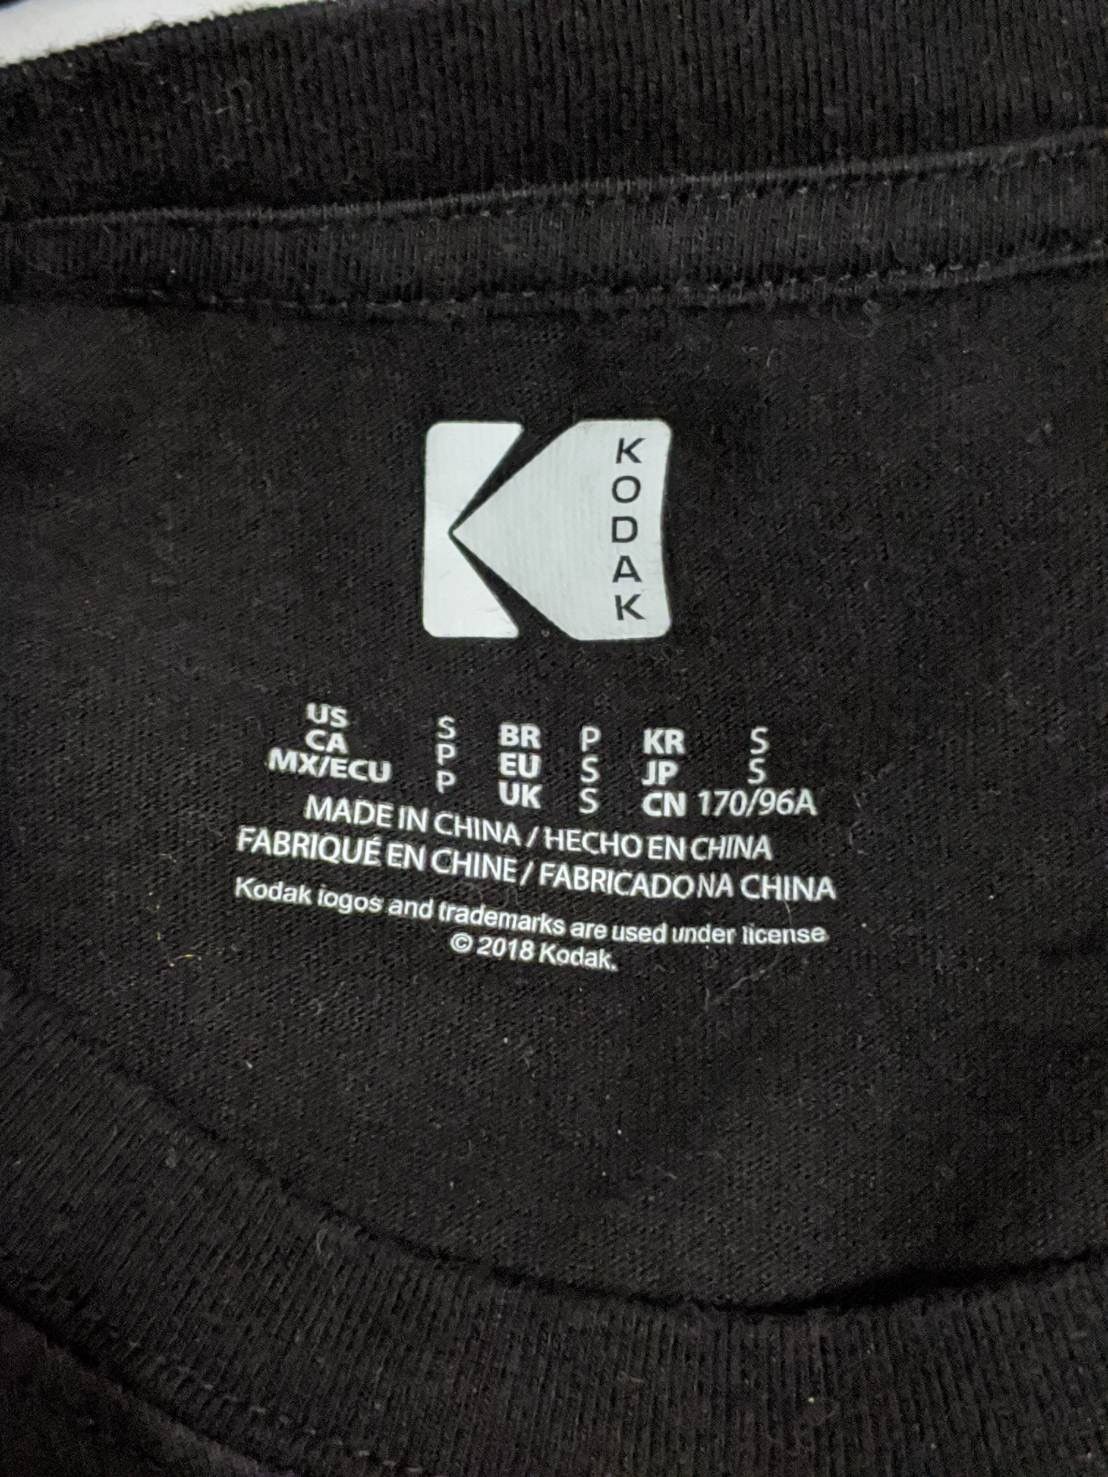 KODAK
US S BR P KR S
CA P EU S JP S
MX/ECU P UK S CN 170/96A
MADE IN CHINA / HECHO EN CHINA
FABRIQUÉ EN CHINE / FABRICADO NA CHINA
Kodak logos and trademarks are used under license
© 2018 Kodak.